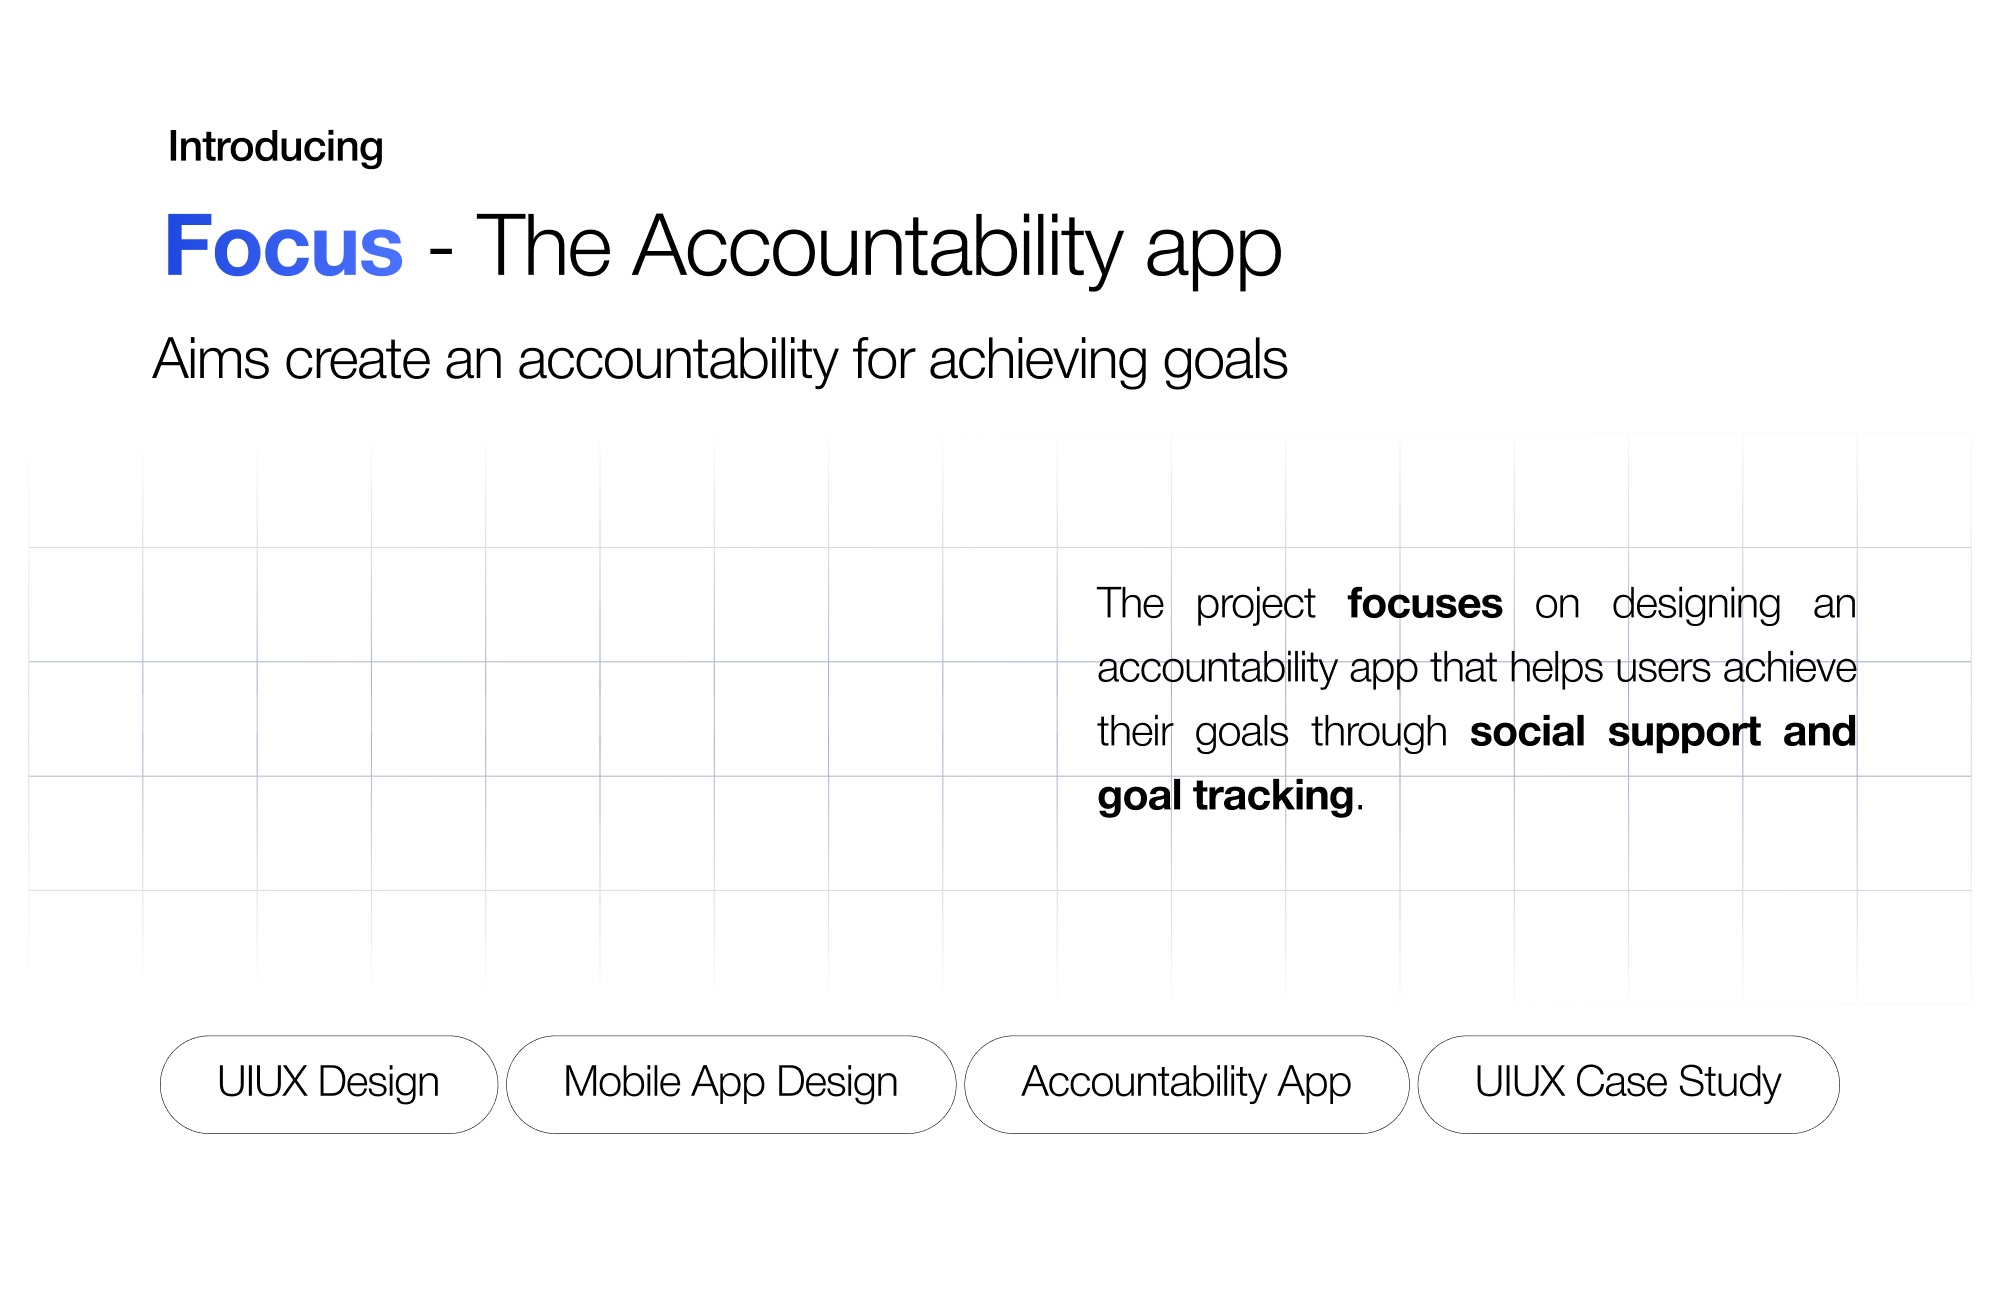 Introducing
Focus - The Accountability app
Aims create an accountability for achieving goals
The project focuses on designing an
accountability app that helps users achieve
their goals through social support and
goal tracking.
UIUX Design
Mobile App Design
Accountability App
UIUX Case Study